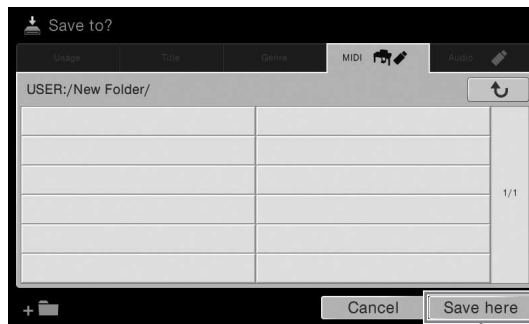 Save to?
Usage Title Genre MIDI Audio
USER:/New Folder/
1/1
+ Cancel Save here